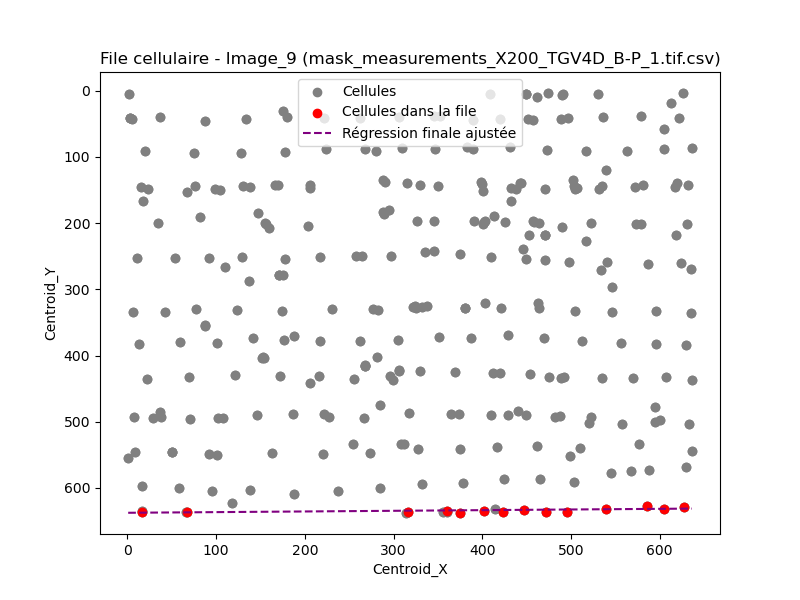 File cellulaire - Image_9 (mask_measurements_X200_TGV4D_B-P_1.tif.csv)
Cellules
Cellules dans la file
Régression finale ajustée
Centroid_Y
0
100
200
300
400
500
600
0 100 200 300 400 500 600
Centroid_X